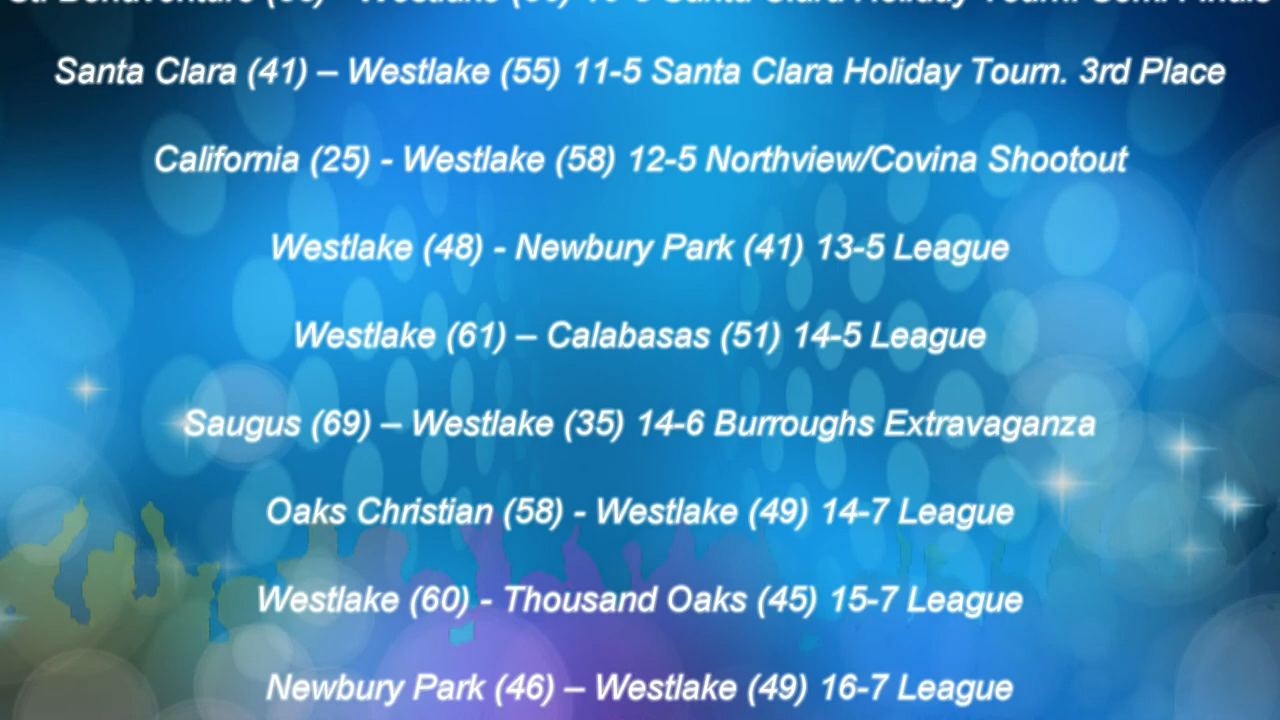 Santa Clara (41) – Westlake (55) 11-5 Santa Clara Holiday Tourn. 3rd Place
California (25) - Westlake (58) 12-5 Northview/Covina Shootout
Westlake (48) - Newbury Park (41) 13-5 League
Westlake (61) – Calabasas (51) 14-5 League
Saugus (69) – Westlake (35) 14-6 Burroughs Extravaganza
Oaks Christian (58) - Westlake (49) 14-7 League
Westlake (60) - Thousand Oaks (45) 15-7 League
Newbury Park (46) – Westlake (49) 16-7 League